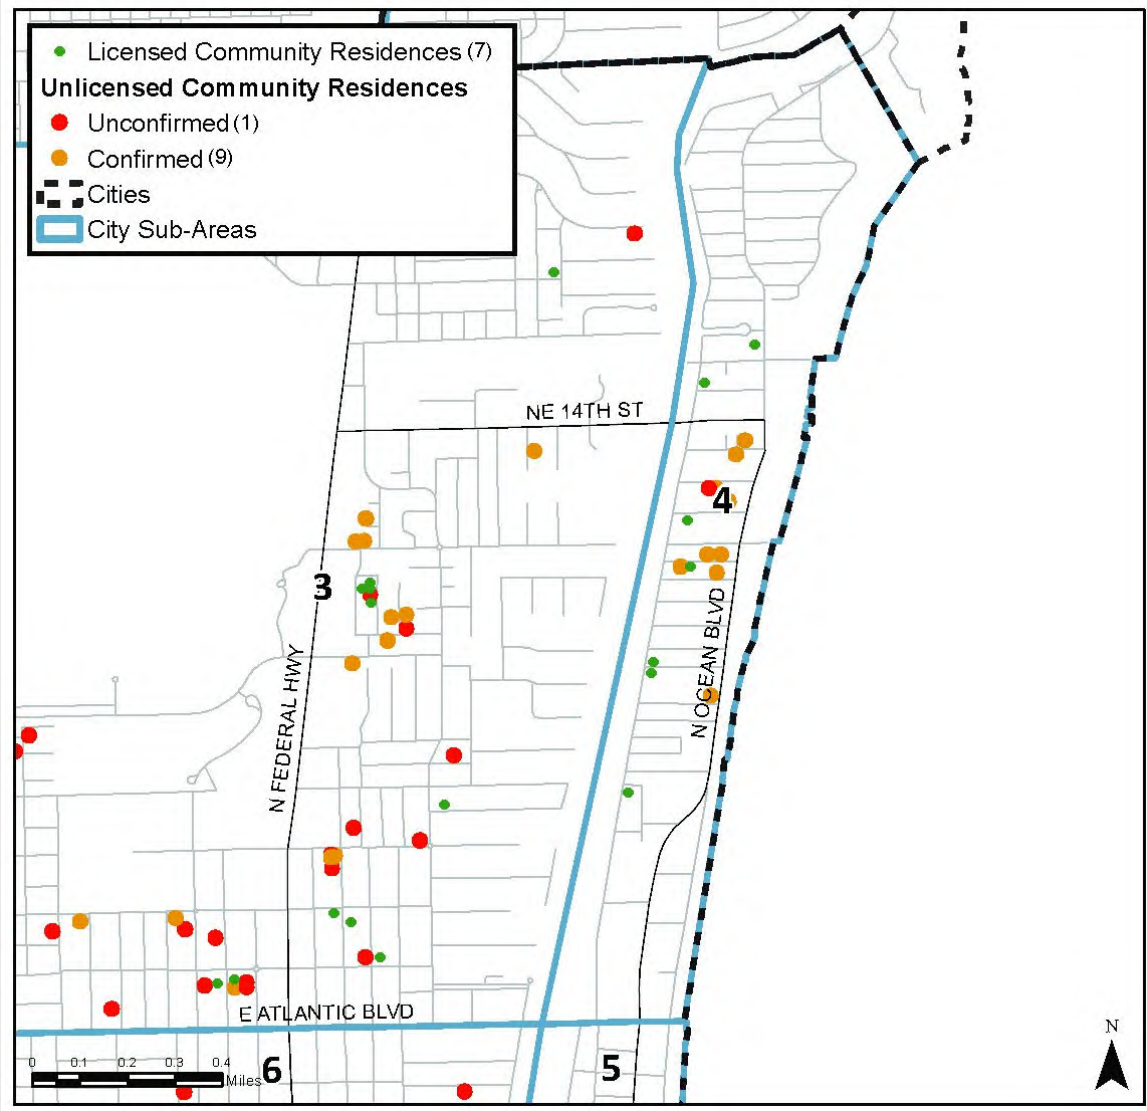 Licensed Community Residences (7)
Unlicensed Community Residences
Unconfirmed (1)
Confirmed (9)
Cities
City Sub-Areas
NE 14TH ST
4
3
N OCEAN BLVD
N FEDERAL HWY
E ATLANTIC BLVD
N
0 0.1 0.2 0.3 0.4
Miles
6
5